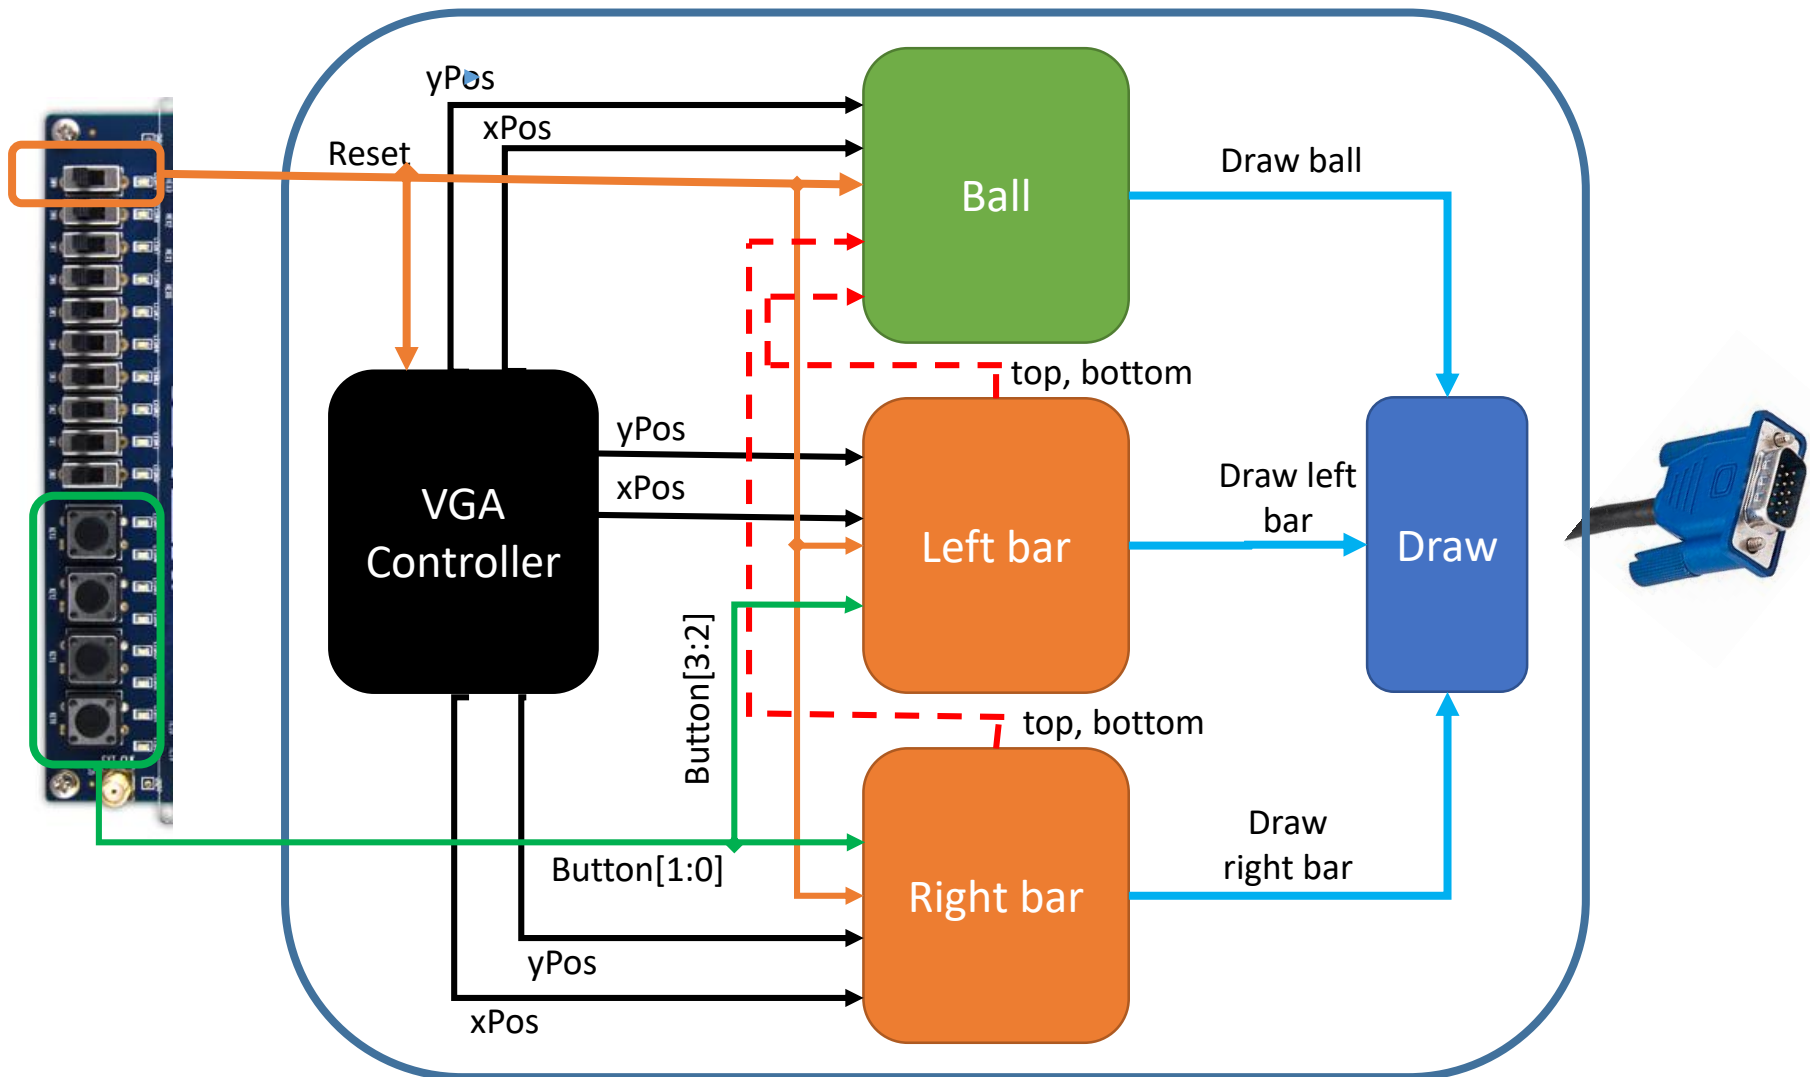 yPos
xPos
Reset
Draw ball
Ball
top, bottom
yPos
xPos
Draw left
bar
VGA
Controller
Left bar
Draw
Button[3:2]
top, bottom
Button[1:0]
Draw
right bar
Right bar
yPos
xPos